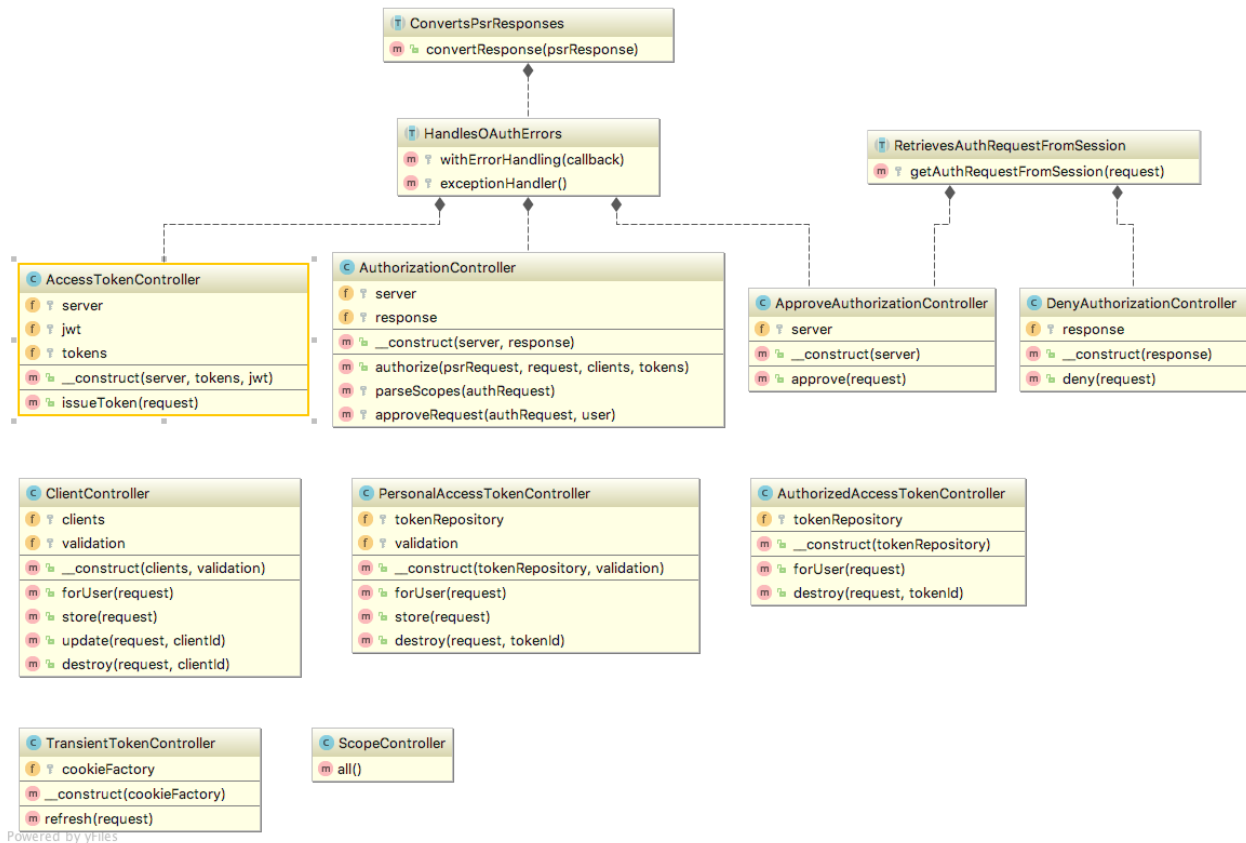 ConvertsPsrResponses
convertResponse(psrResponse)
HandlesOAuthErrors
withErrorHandling(callback)
exceptionHandler()
RetrievesAuthRequestFromSession
getAuthRequestFromSession(request)
AccessTokenController
server
jwt
tokens
__construct(server, tokens, jwt)
issueToken(request)
AuthorizationController
server
response
__construct(server, response)
authorize(psrRequest, request, clients, tokens)
parseScopes(authRequest)
approveRequest(authRequest, user)
ApproveAuthorizationController
server
__construct(server)
approve(request)
DenyAuthorizationController
response
__construct(response)
deny(request)
ClientController
clients
validation
__construct(clients, validation)
forUser(request)
store(request)
update(request, clientId)
destroy(request, clientId)
PersonalAccessTokenController
tokenRepository
validation
__construct(tokenRepository, validation)
forUser(request)
store(request)
destroy(request, tokenId)
AuthorizedAccessTokenController
tokenRepository
__construct(tokenRepository)
forUser(request)
destroy(request, tokenId)
TransientTokenController
cookieFactory
__construct(cookieFactory)
refresh(request)
ScopeController
all()
Powered by yFiles